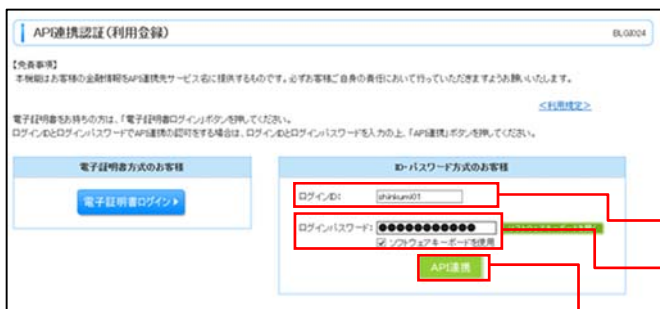 API連携認証(利用登録)
BLGI024
【免責事項】
本機能はお客様の金融情報をAPI連携先サービス名に提供するものです。必ずお客様ご自身の責任において行っていただきますようお願いいたします。
<利用規定>
電子証明書をお持ちの方は、「電子証明書ログイン」ボタンを押してください。
ログインIDとログインパスワードでAPI連携の認可をする場合は、ログインIDとログインパスワードを入力の上、「API連携」ボタンを押してください。
電子証明書方式のお客様
電子証明書ログイン
ID・パスワード方式のお客様
ログインID:
shinkumi01
ログインパスワード:
ソフトウェアキーボードを使用
API連携